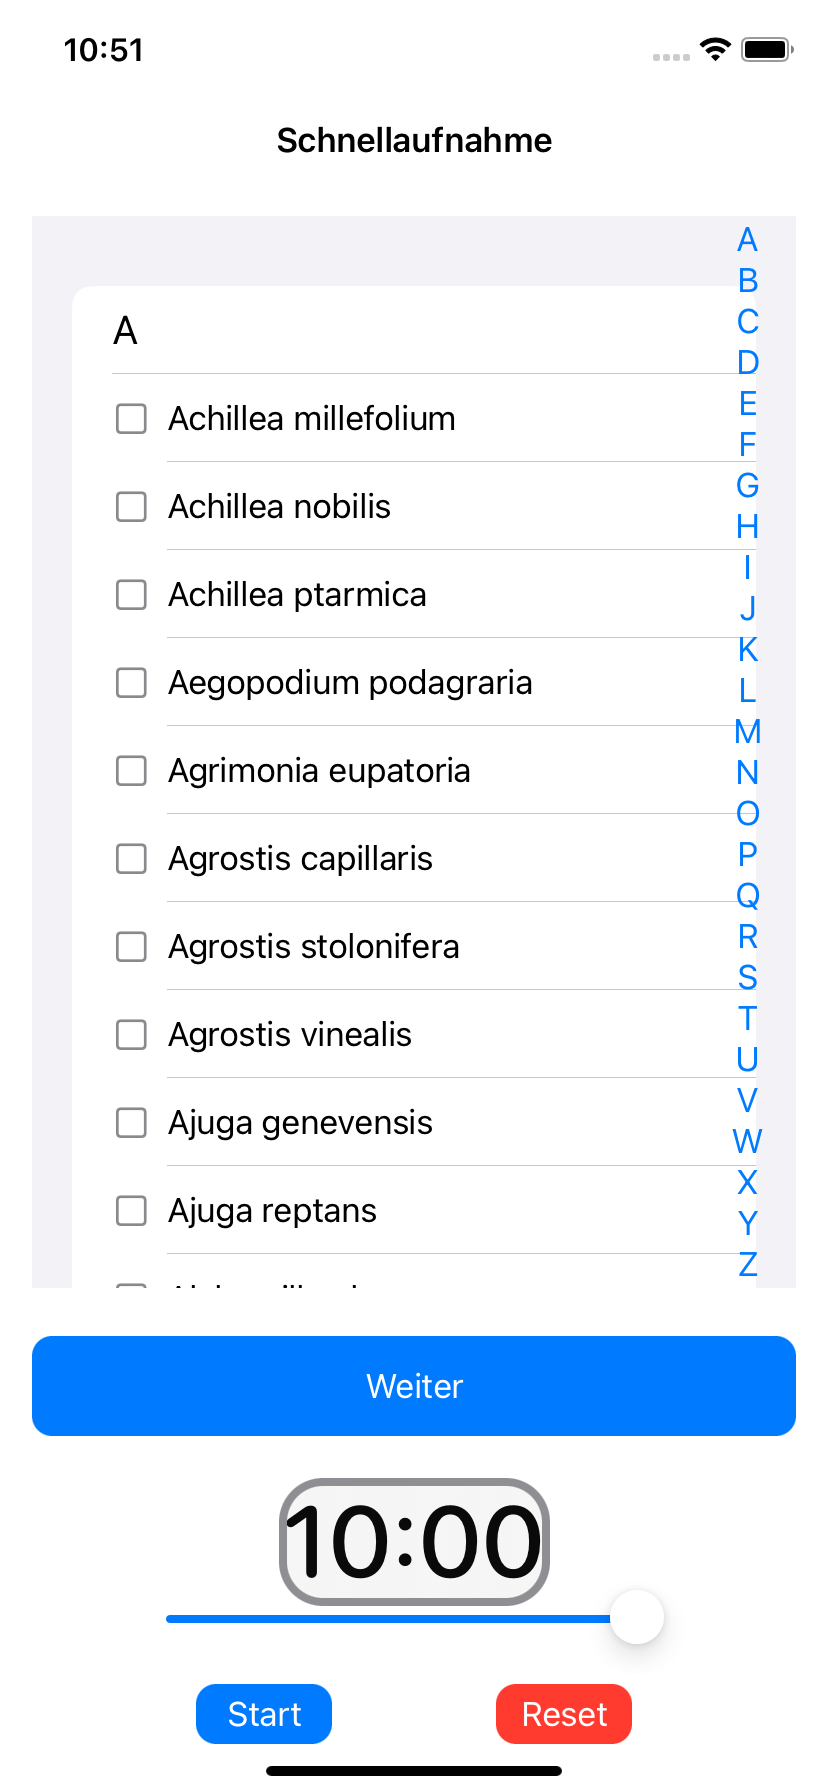 10:51
Schnellaufnahme
A
Achillea millefolium
Achillea nobilis
Achillea ptarmica
Aegopodium podagraria
Agrimonia eupatoria
Agrostis capillaris
Agrostis stolonifera
Agrostis vinealis
Ajuga genevensis
Ajuga reptans
A
B
C
D
E
F
G
H
I
J
K
L
M
N
O
P
Q
R
S
T
U
V
W
X
Y
Z
Weiter
10:00
Start
Reset